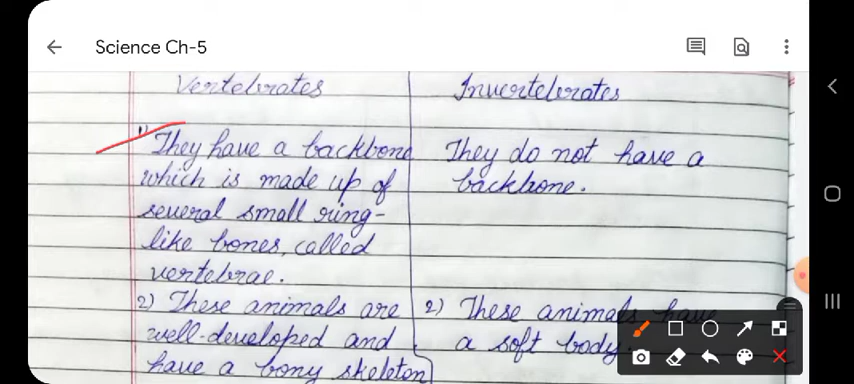 Science Ch-5
Vertebrates
Invertebrates
1) They have a backbone
which is made up of
several small ring-
like bones, called
vertebrae.
They do not have a
backbone.
2) These animals are
well-developed and
have a bony skeleton
2) These animals have
a soft body.